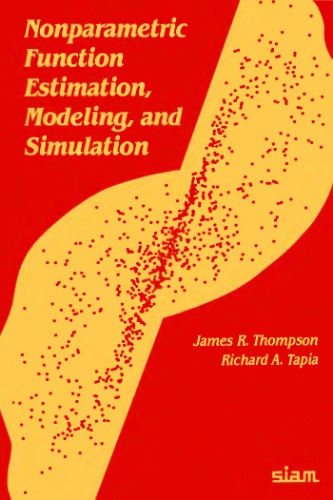 Nonparametric
Function
Estimation,
Modeling, and
Simulation
James R. Thompson
Richard A. Tapia
siam